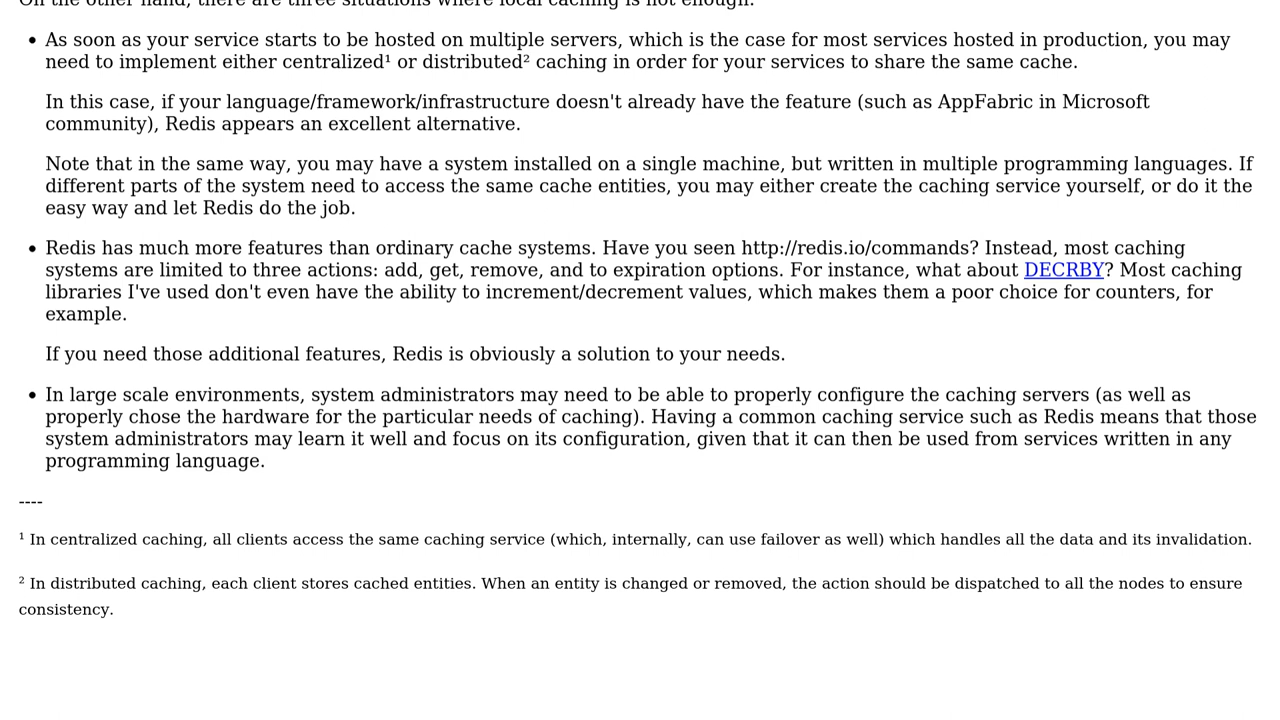 On the other hand, there are three situations where local caching is not enough:
• As soon as your service starts to be hosted on multiple servers, which is the case for most services hosted in production, you may
need to implement either centralized¹ or distributed² caching in order for your services to share the same cache.
In this case, if your language/framework/infrastructure doesn't already have the feature (such as AppFabric in Microsoft
community), Redis appears an excellent alternative.
Note that in the same way, you may have a system installed on a single machine, but written in multiple programming languages. If
different parts of the system need to access the same cache entities, you may either create the caching service yourself, or do it the
easy way and let Redis do the job.
• Redis has much more features than ordinary cache systems. Have you seen http://redis.io/commands? Instead, most caching
systems are limited to three actions: add, get, remove, and to expiration options. For instance, what about DECRBY? Most caching
libraries I've used don't even have the ability to increment/decrement values, which makes them a poor choice for counters, for
example.
If you need those additional features, Redis is obviously a solution to your needs.
• In large scale environments, system administrators may need to be able to properly configure the caching servers (as well as
properly chose the hardware for the particular needs of caching). Having a common caching service such as Redis means that those
system administrators may learn it well and focus on its configuration, given that it can then be used from services written in any
programming language.
----
¹ In centralized caching, all clients access the same caching service (which, internally, can use failover as well) which handles all the data and its invalidation.
² In distributed caching, each client stores cached entities. When an entity is changed or removed, the action should be dispatched to all the nodes to ensure
consistency.